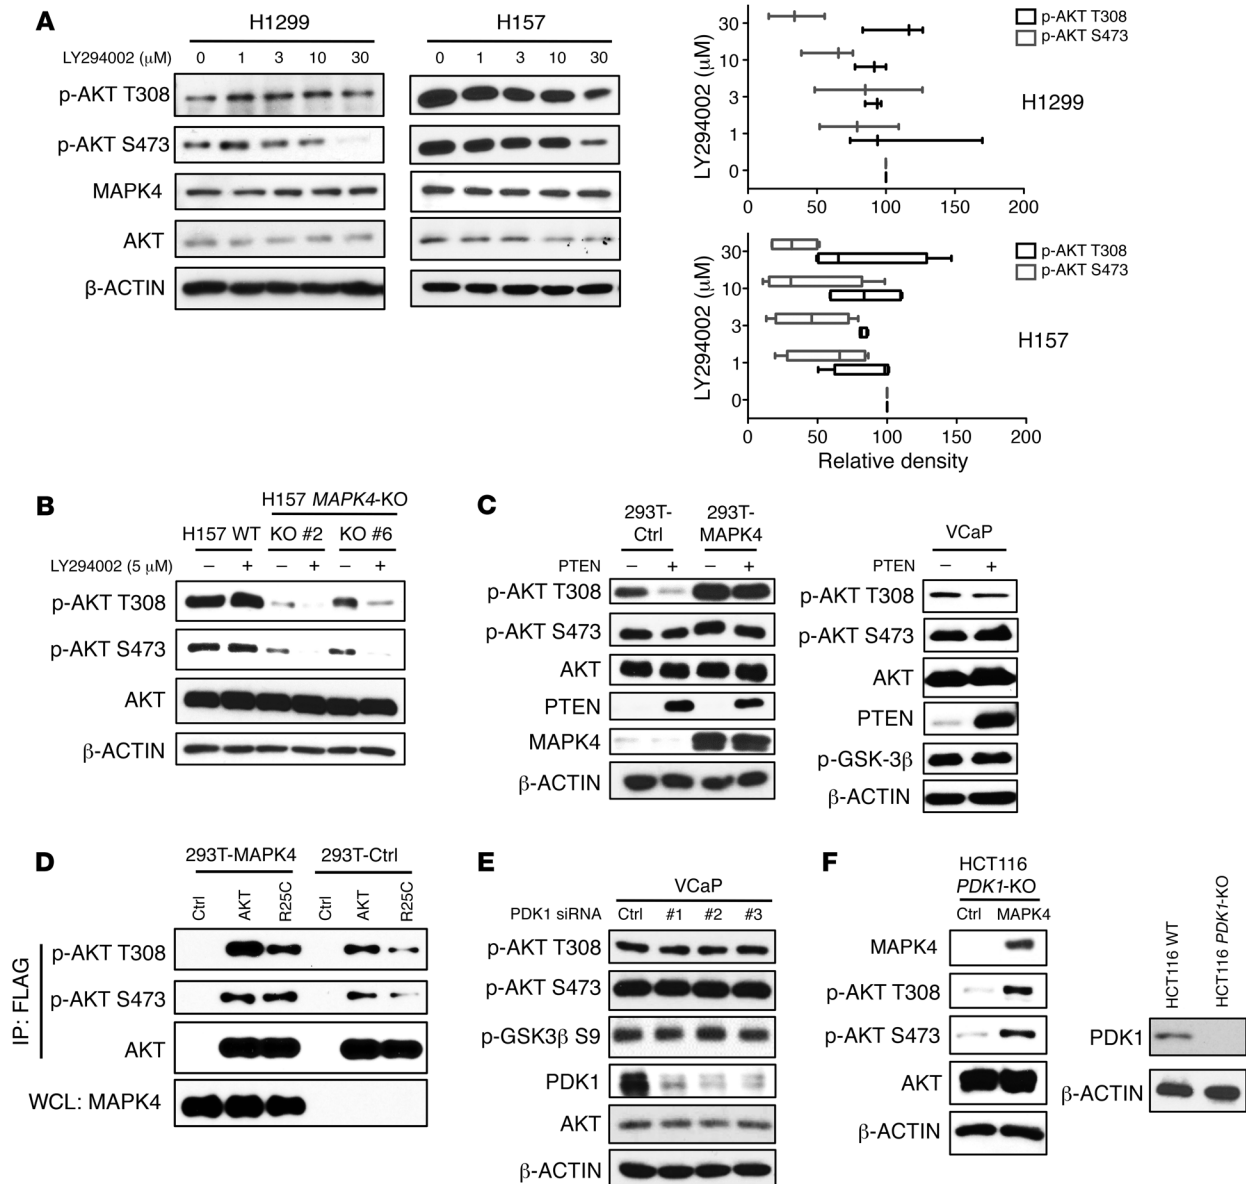 A
H1299
H157
LY294002 (μM)
0 1 3 10 30
0 1 3 10 30
p-AKT T308
p-AKT S473
MAPK4
AKT
β-ACTIN
LY294002 (μM)
30
10
3
1
0
0 50 100 150 200
p-AKT T308
p-AKT S473
H1299
LY294002 (μM)
30
10
3
1
0
0 50 100 150 200
Relative density
p-AKT T308
p-AKT S473
H157
B
H157 MAPK4-KO
H157 WT KO #2 KO #6
LY294002 (5 μM) – + – + – +
p-AKT T308
p-AKT S473
AKT
β-ACTIN
C
293T-Ctrl
293T-MAPK4
PTEN – + – +
p-AKT T308
p-AKT S473
AKT
PTEN
MAPK4
β-ACTIN
VCaP
PTEN – +
p-AKT T308
p-AKT S473
AKT
PTEN
p-GSK-3β
β-ACTIN
D
293T-MAPK4 293T-Ctrl
Ctrl AKT R25C Ctrl AKT R25C
IP: FLAG
p-AKT T308
p-AKT S473
AKT
WCL: MAPK4
E
VCaP
PDK1 siRNA Ctrl #1 #2 #3
p-AKT T308
p-AKT S473
p-GSK3β S9
PDK1
AKT
β-ACTIN
F
HCT116
PDK1-KO
Ctrl MAPK4
MAPK4
p-AKT T308
p-AKT S473
AKT
β-ACTIN
HCT116 WT
HCT116 PDK1-KO
PDK1
β-ACTIN